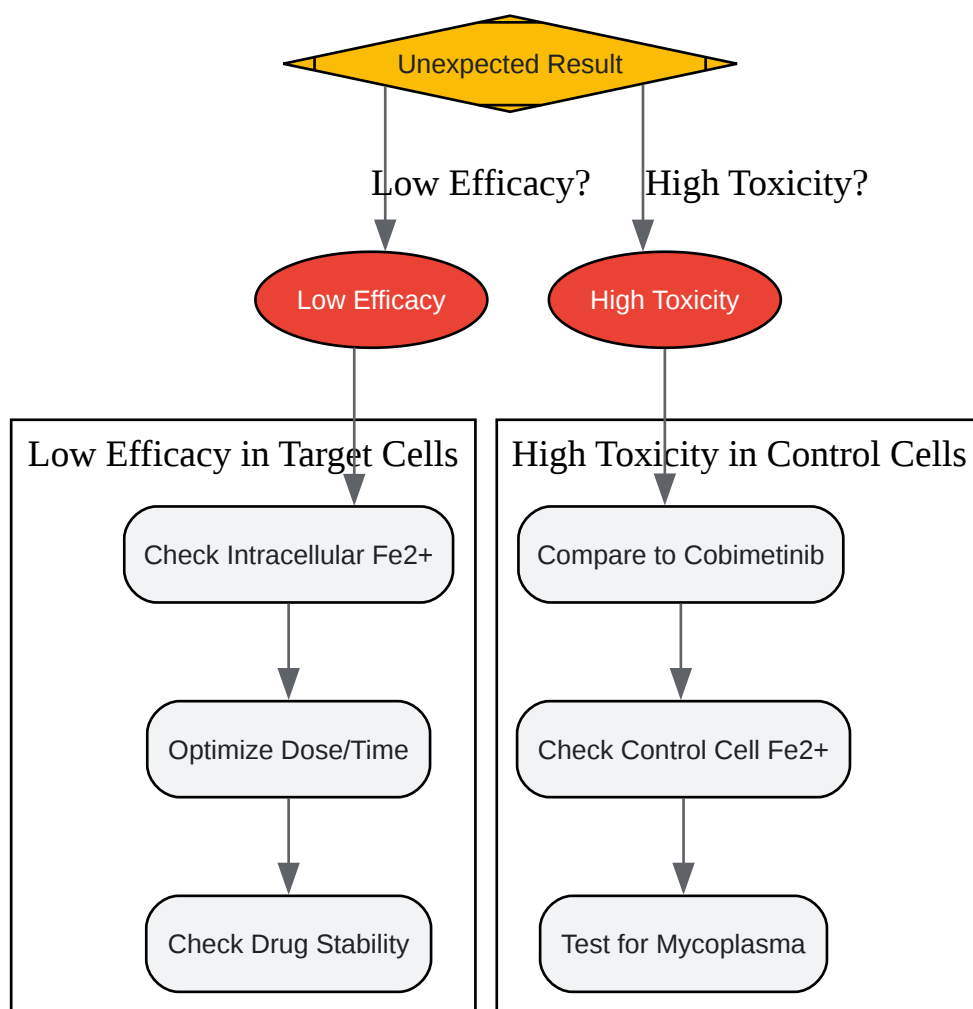 Unexpected Result
Low Efficacy?
High Toxicity?
Low Efficacy
High Toxicity
Low Efficacy in Target Cells
Check Intracellular Fe2+
Optimize Dose/Time
Check Drug Stability
High Toxicity in Control Cells
Compare to Cobimetinib
Check Control Cell Fe2+
Test for Mycoplasma